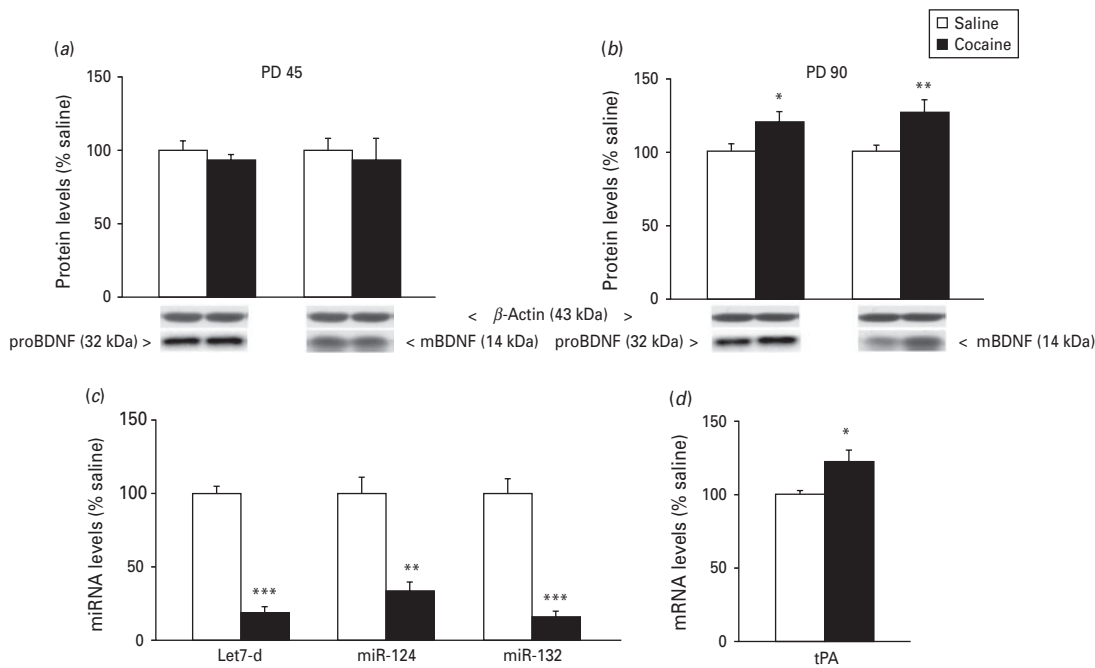 Saline
Cocaine
(a)
PD 45
150
100
50
0
Protein levels (% saline)
(b)
PD 90
150
100
50
0
Protein levels (% saline)
*
**
< β-Actin (43 kDa) >
proBDNF (32 kDa) >
< mBDNF (14 kDa)
proBDNF (32 kDa) >
< mBDNF (14 kDa)
(c)
150
100
50
0
miRNA levels (% saline)
***
**
***
Let7-d
miR-124
miR-132
(d)
150
100
50
0
mRNA levels (% saline)
*
tPA